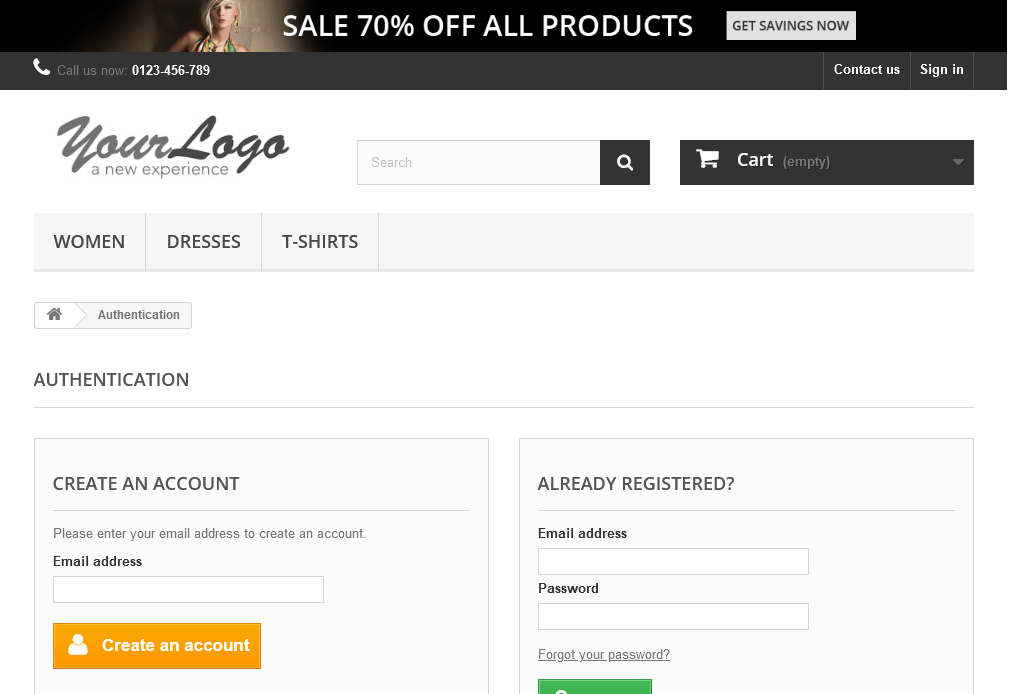 SALE 70% OFF ALL PRODUCTS GET SAVINGS NOW
Call us now: 0123-456-789 Contact us Sign in
YourLogo
a new experience
Search
Cart (empty)
WOMEN DRESSES T-SHIRTS
Authentication
AUTHENTICATION
CREATE AN ACCOUNT
Please enter your email address to create an account.
Email address
Create an account
ALREADY REGISTERED?
Email address
Password
Forgot your password?